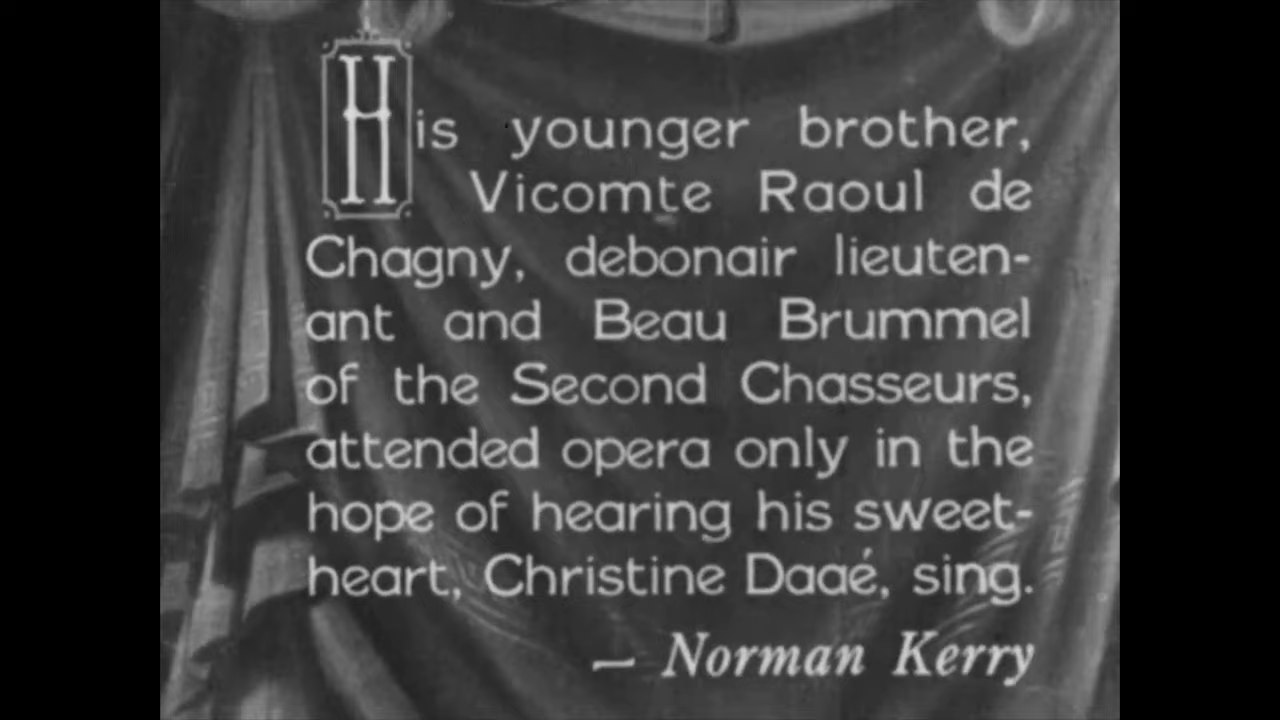 His younger brother,
Vicomte Raoul de
Chagny, debonair lieuten-
ant and Beau Brummel
of the Second Chasseurs,
attended opera only in the
hope of hearing his sweet-
heart, Christine Daaé, sing.
— Norman Kerry